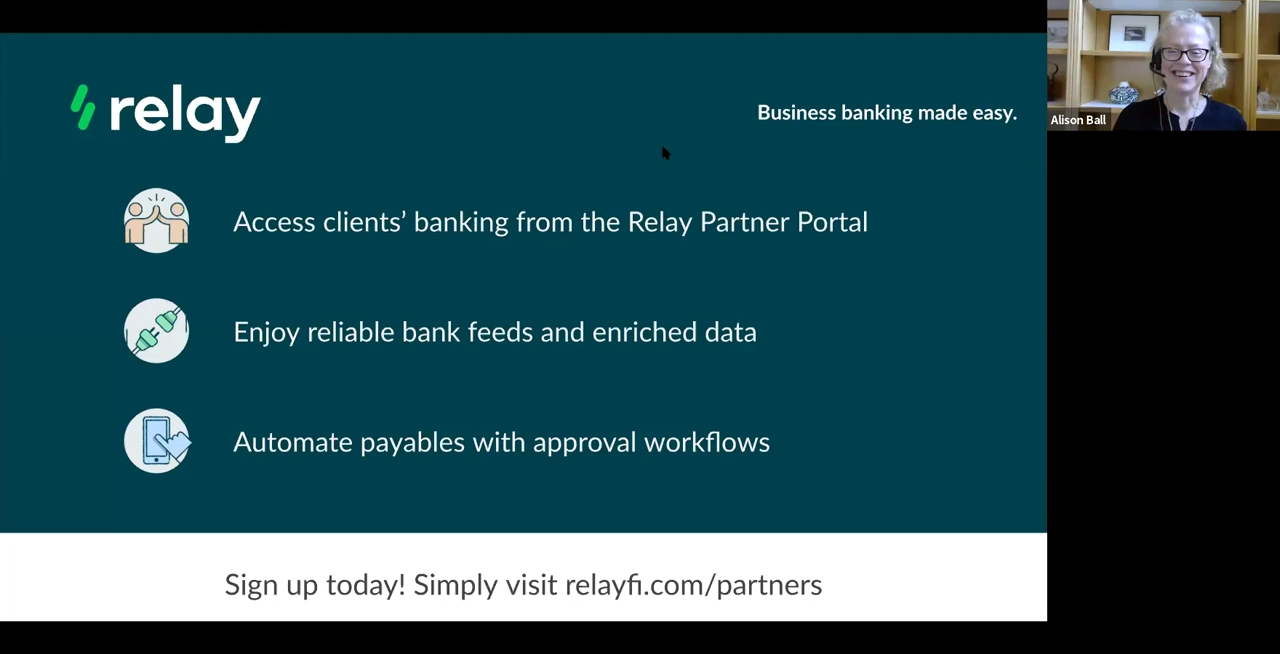 relay
Business banking made easy.
Alison Ball
Access clients’ banking from the Relay Partner Portal
Enjoy reliable bank feeds and enriched data
Automate payables with approval workflows
Sign up today! Simply visit relayfi.com/partners